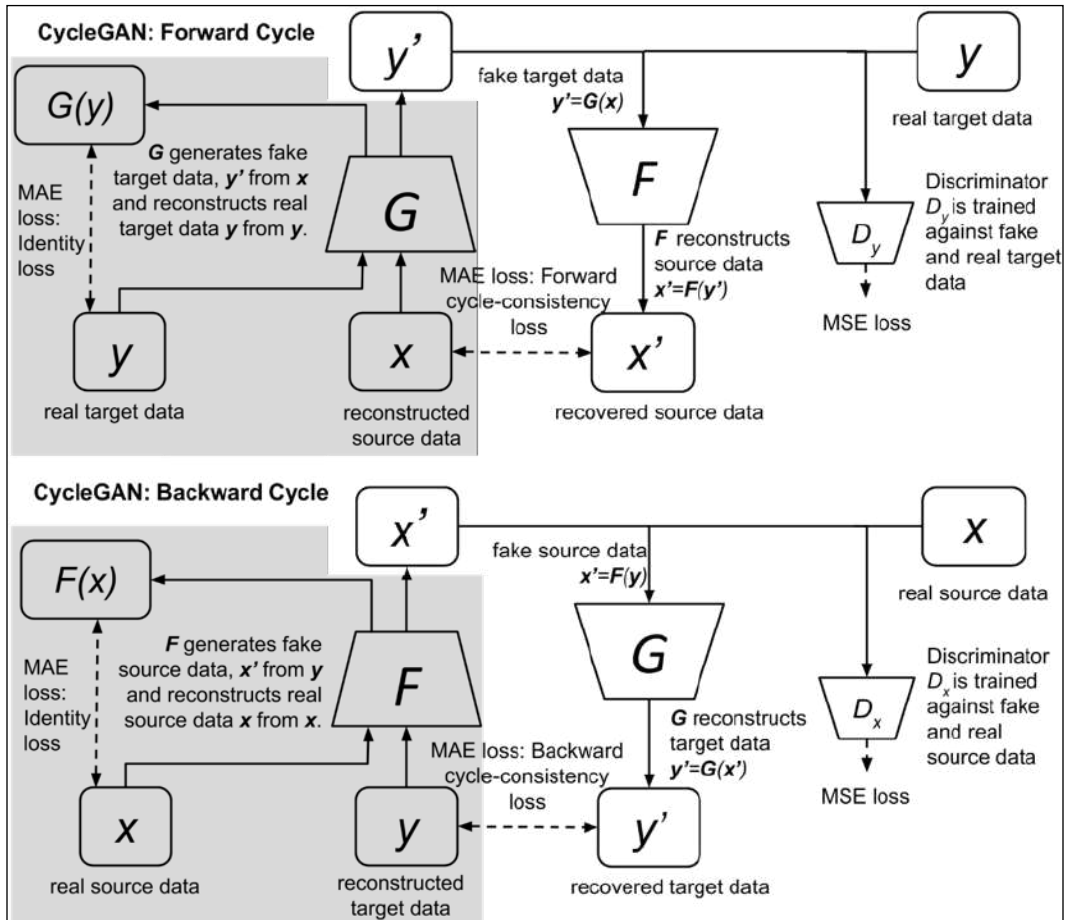 CycleGAN: Forward Cycle
y’
y
G(y)
fake target data
y’=G(x)
real target data
G generates fake
target data, y’ from x
and reconstructs real
target data y from y.
MAE
loss:
Identity
loss
G
F
Discriminator
D_y is trained
against fake
and real target
data
D_y
F reconstructs
source data
x’=F(y’)
MAE loss: Forward
cycle-consistency
loss
MSE loss
y
x
x’
real target data
reconstructed
source data
recovered source data
CycleGAN: Backward Cycle
x’
x
F(x)
fake source data
x’=F(y)
real source data
F generates fake
source data, x’ from y
and reconstructs real
source data x from x.
MAE
loss:
Identity
loss
F
G
Discriminator
D_x is trained
against fake
and real
source data
D_x
G reconstructs
target data
y’=G(x’)
MAE loss: Backward
cycle-consistency
loss
MSE loss
x
y
y’
real source data
reconstructed
target data
recovered target data